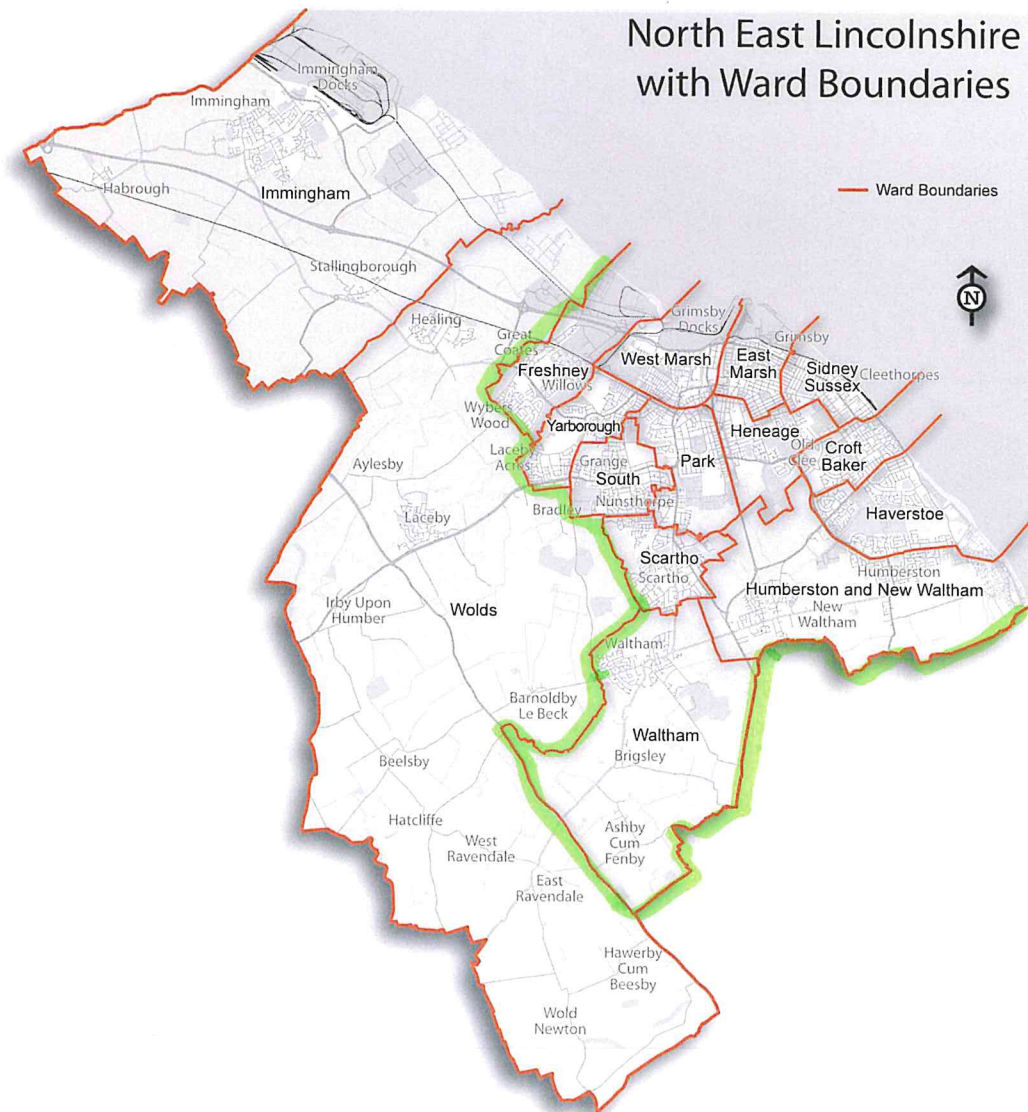 North East Lincolnshire
with Ward Boundaries
Immingham
Docks
Immingham
Habrough
Immingham
Ward Boundaries
Stallingborough
N
Healing
Great
Coates
Grimsby
Docks
Freshney
Willows
West Marsh
East
Marsh
Grimsby
Sidney
Sussex
Cleethorpes
Wybers
Wood
Yarborough
Heneage
Old
Clee
Croft
Baker
Laceby
Acres
Aylesby
Grange
South
Park
Nunsthorpe
Laceby
Bradley
Haverstoe
Scartho
Scartho
Humberston
Humberston and New Waltham
New
Waltham
Irby Upon
Humber
Wolds
Waltham
Barnoldby
Le Beck
Waltham
Brigsley
Beelsby
Hatcliffe
West
Ravendale
Ashby
Cum
Fenby
East
Ravendale
Hawerby
Cum
Beesby
Wold
Newton